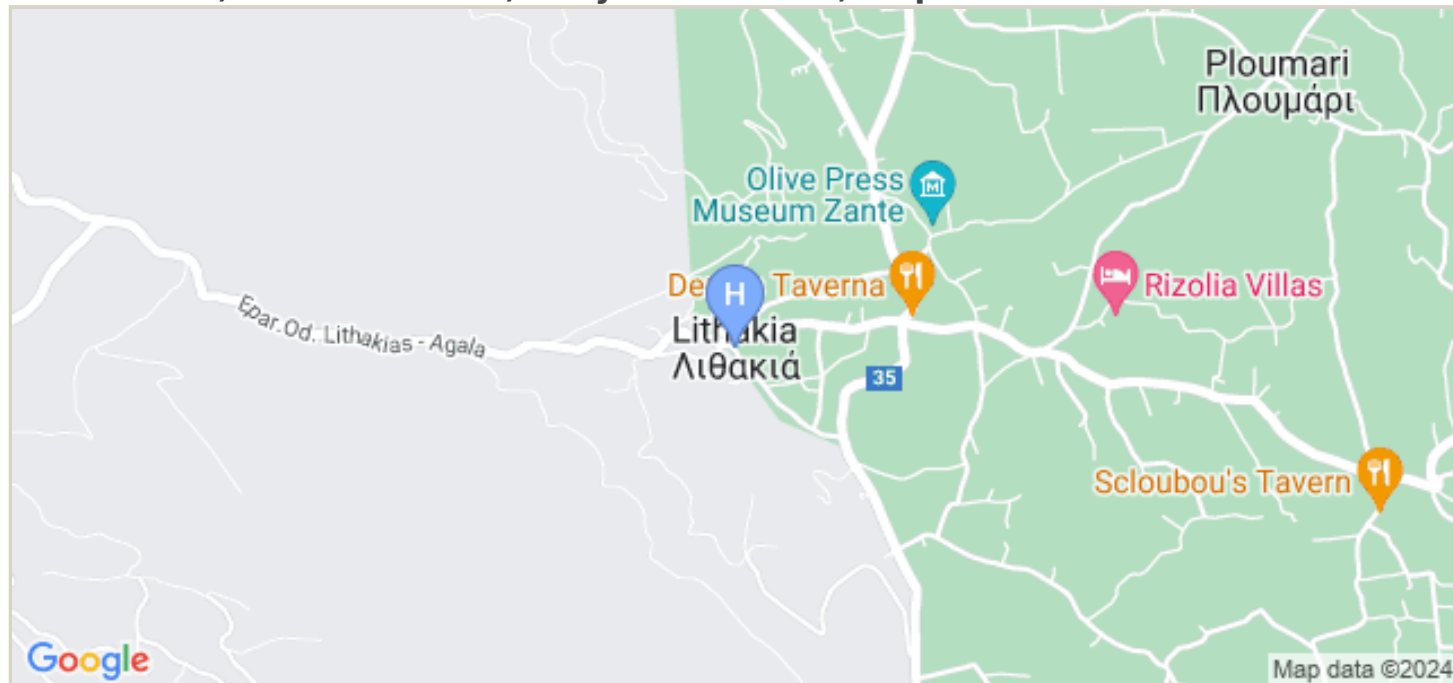 Ploumari
Πλουμάρι
Olive Press
Museum Zante
De Taverna
H
Rizolia Villas
Lithakia
Λιθακιά
Epar.Od. Lithakias - Agala
35
Scloubou's Tavern
Google
Map data ©2024